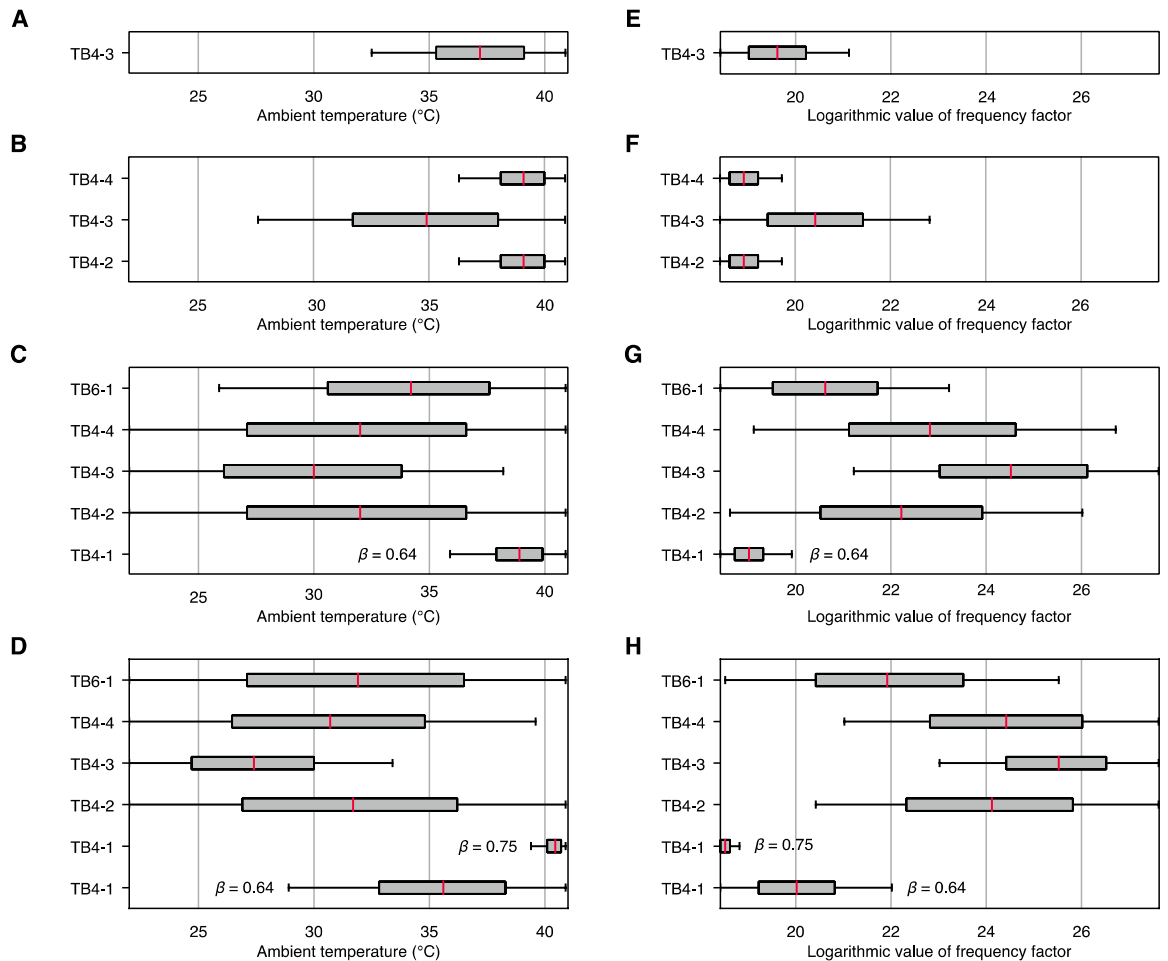 A
TB4-3
25 30 35 40
Ambient temperature (°C)
E
TB4-3
20 22 24 26
Logarithmic value of frequency factor
B
TB4-4
TB4-3
TB4-2
25 30 35 40
Ambient temperature (°C)
F
TB4-4
TB4-3
TB4-2
20 22 24 26
Logarithmic value of frequency factor
C
TB6-1
TB4-4
TB4-3
TB4-2
TB4-1 β = 0.64
25 30 35 40
Ambient temperature (°C)
G
TB6-1
TB4-4
TB4-3
TB4-2
TB4-1 β = 0.64
20 22 24 26
Logarithmic value of frequency factor
D
TB6-1
TB4-4
TB4-3
TB4-2
TB4-1 β = 0.75
TB4-1 β = 0.64
25 30 35 40
Ambient temperature (°C)
H
TB6-1
TB4-4
TB4-3
TB4-2
TB4-1 β = 0.75
TB4-1 β = 0.64
20 22 24 26
Logarithmic value of frequency factor